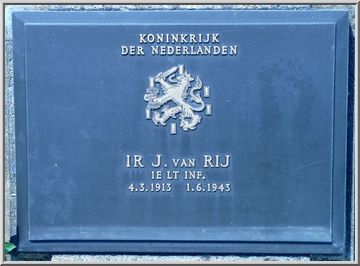 KONINKRIJK
DER NEDERLANDEN
IR J. VAN RIJ
1E LT INF.
4.3.1913 1.6.1943